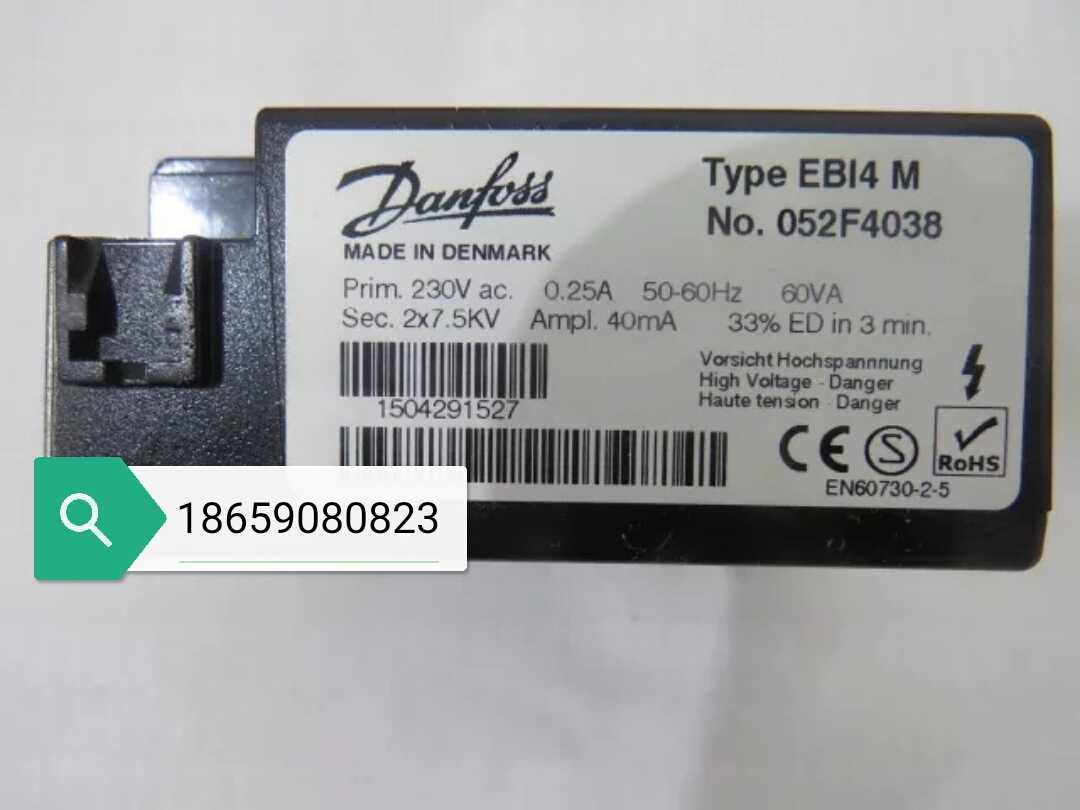 Danfoss
MADE IN DENMARK
Type EBI4 M
No. 052F4038
Prim. 230V ac. 0.25A 50-60Hz 60VA
Sec. 2x7.5KV Ampl. 40mA 33% ED in 3 min.
1504291527
Vorsicht Hochspannnung
High Voltage - Danger
Haute tension - Danger
CE S RoHS
EN60730-2-5
18659080823